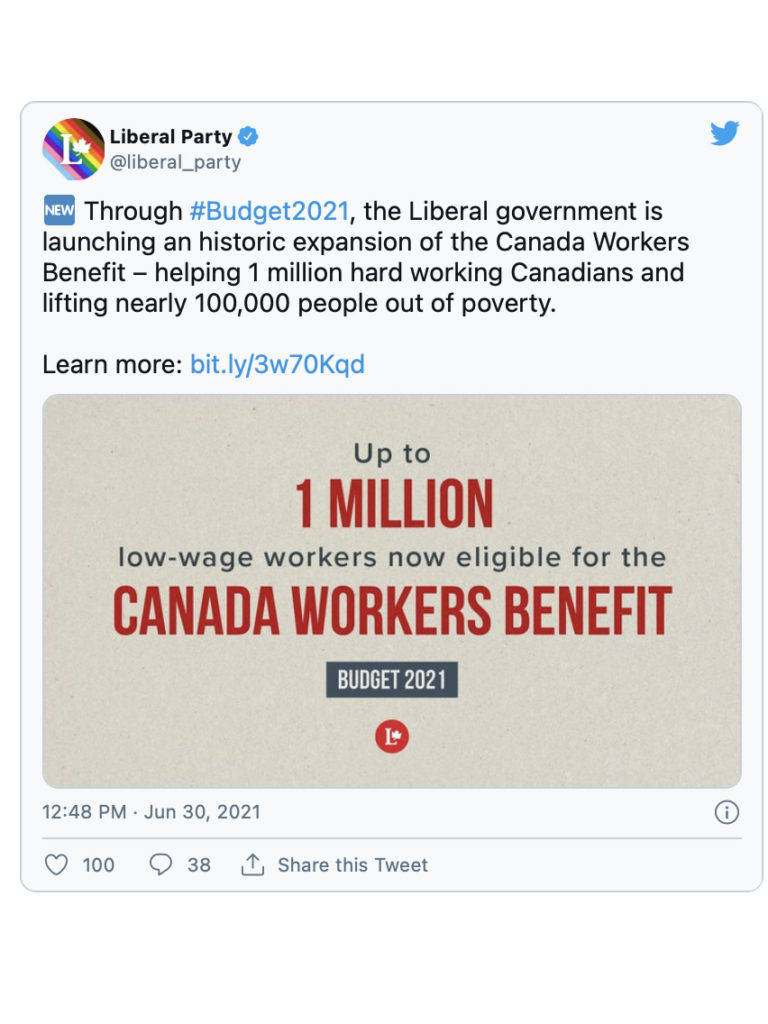 Liberal Party
@liberal_party
NEW Through #Budget2021, the Liberal government is
launching an historic expansion of the Canada Workers
Benefit – helping 1 million hard working Canadians and
lifting nearly 100,000 people out of poverty.
Learn more: bit.ly/3w70Kqd
Up to
1 MILLION
low-wage workers now eligible for the
CANADA WORKERS BENEFIT
BUDGET 2021
L
12:48 PM · Jun 30, 2021
100 38 Share this Tweet